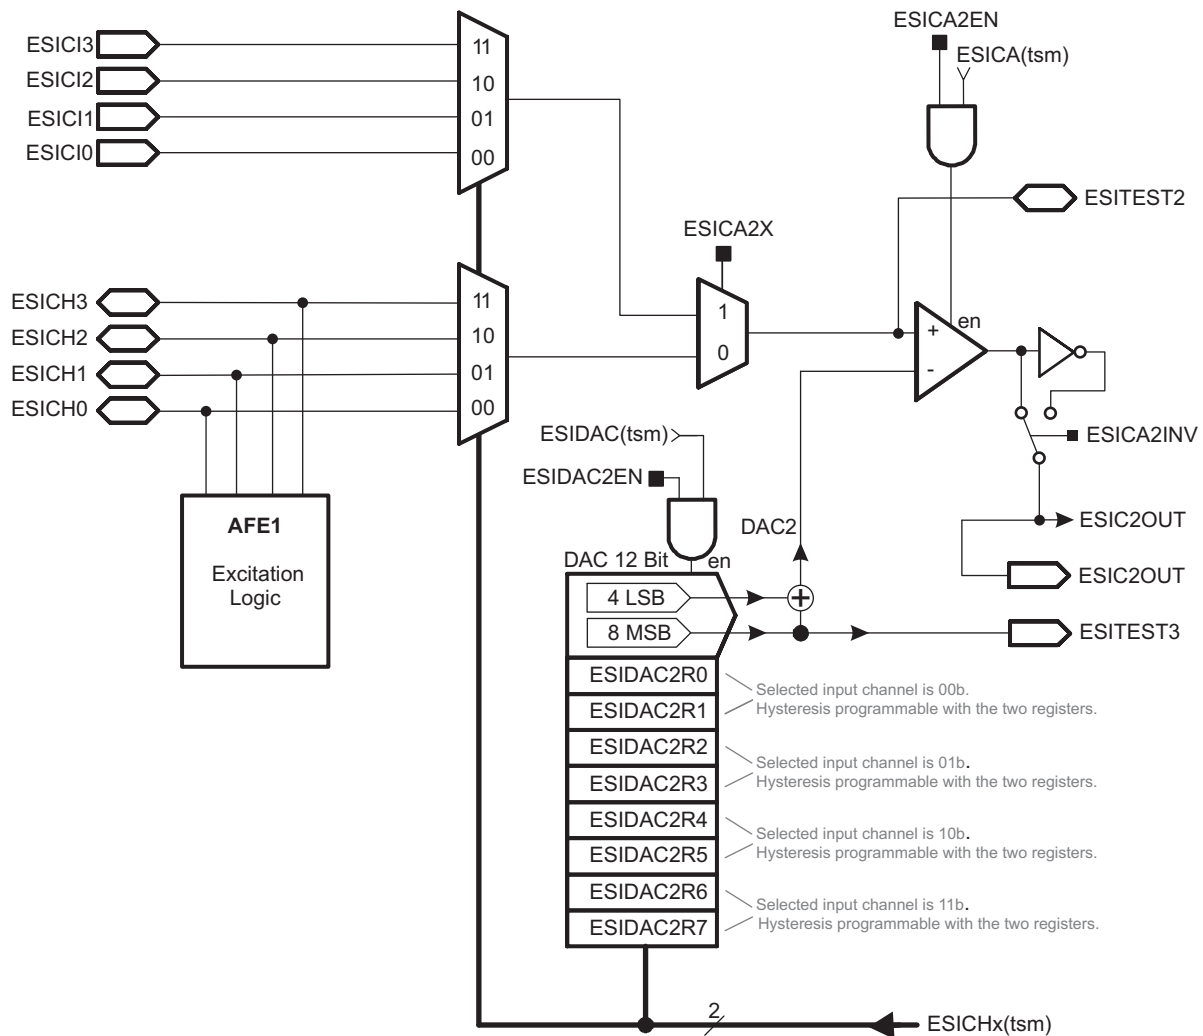 ESICA2EN
ESICA(tsm)
ESICI3
ESICI2
ESICI1
ESICI0
11
10
01
00
ESITEST2
ESICA2X
1
0
ESICH3
ESICH2
ESICH1
ESICH0
11
10
01
00
+
-
en
ESICA2INV
ESIDAC(tsm)
ESIDAC2EN
AFE1
Excitation
Logic
DAC2
ESIC2OUT
ESIC2OUT
DAC 12 Bit
en
4 LSB
8 MSB
+
ESITEST3
ESIDAC2R0
ESIDAC2R1
Selected input channel is 00b.
Hysteresis programmable with the two registers.
ESIDAC2R2
ESIDAC2R3
Selected input channel is 01b.
Hysteresis programmable with the two registers.
ESIDAC2R4
ESIDAC2R5
Selected input channel is 10b.
Hysteresis programmable with the two registers.
ESIDAC2R6
ESIDAC2R7
Selected input channel is 11b.
Hysteresis programmable with the two registers.
2
ESICHx(tsm)